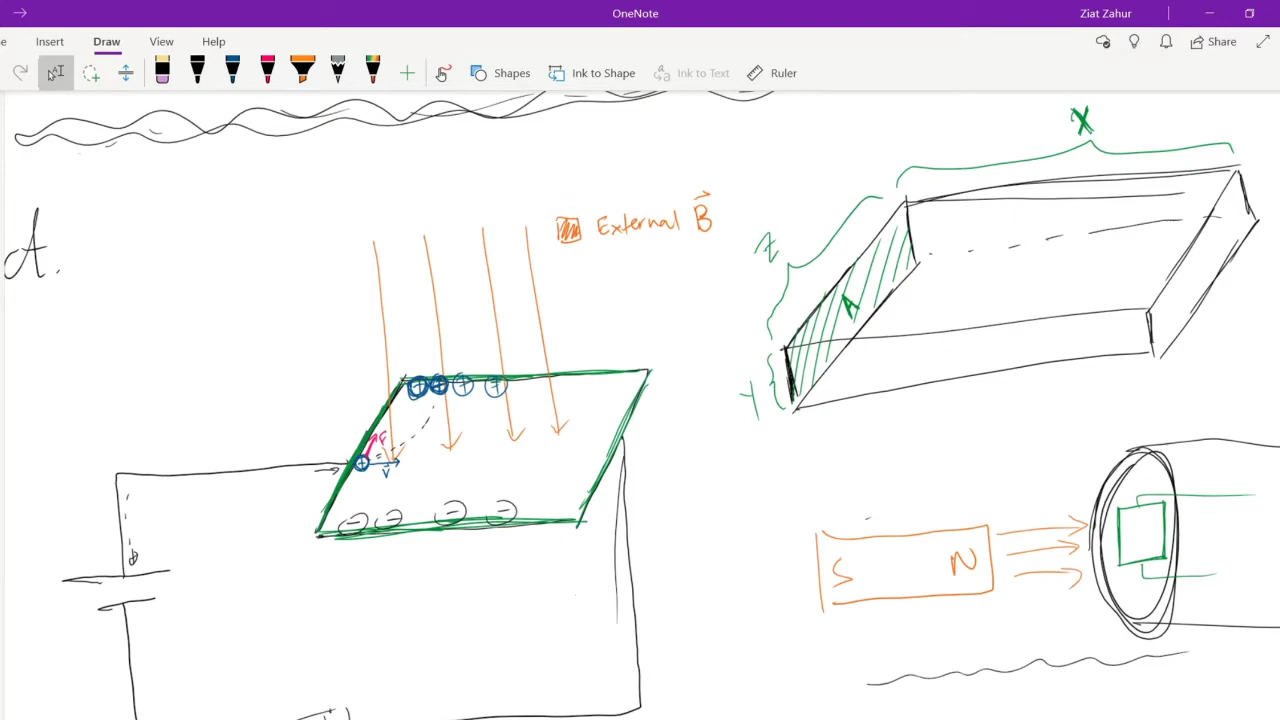 OneNote
Ziat Zahur
Insert Draw View Help
Share
Shapes
Ink to Shape
Ink to Text
Ruler
X
External B
A.
Z
A
Y
+ + + +
F
+
V
- - - -
S N